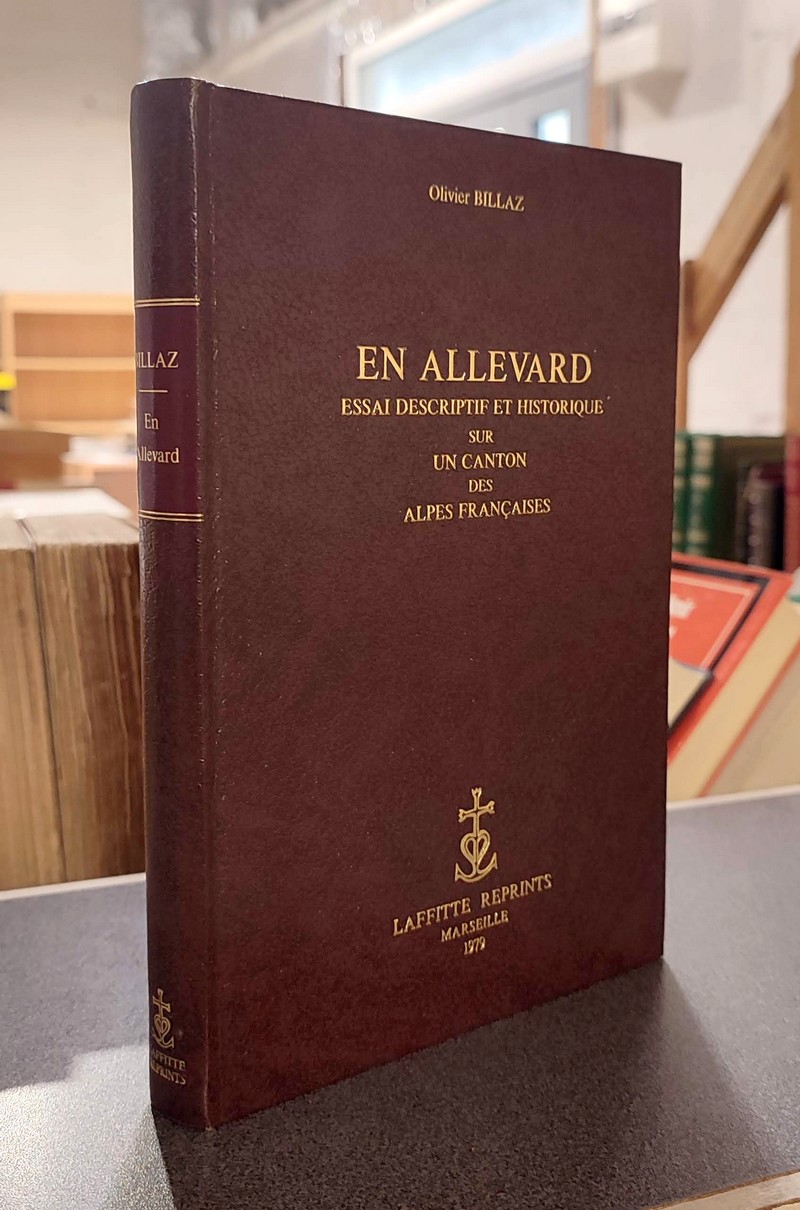 Olivier BILLAZ
EN ALLEVARD
ESSAI DESCRIPTIF ET HISTORIQUE
SUR
UN CANTON
DES
ALPES FRANÇAISES
LAFFITTE REPRINTS
MARSEILLE
1979
BILLAZ
En
Allevard
LAFFITTE
REPRINTS